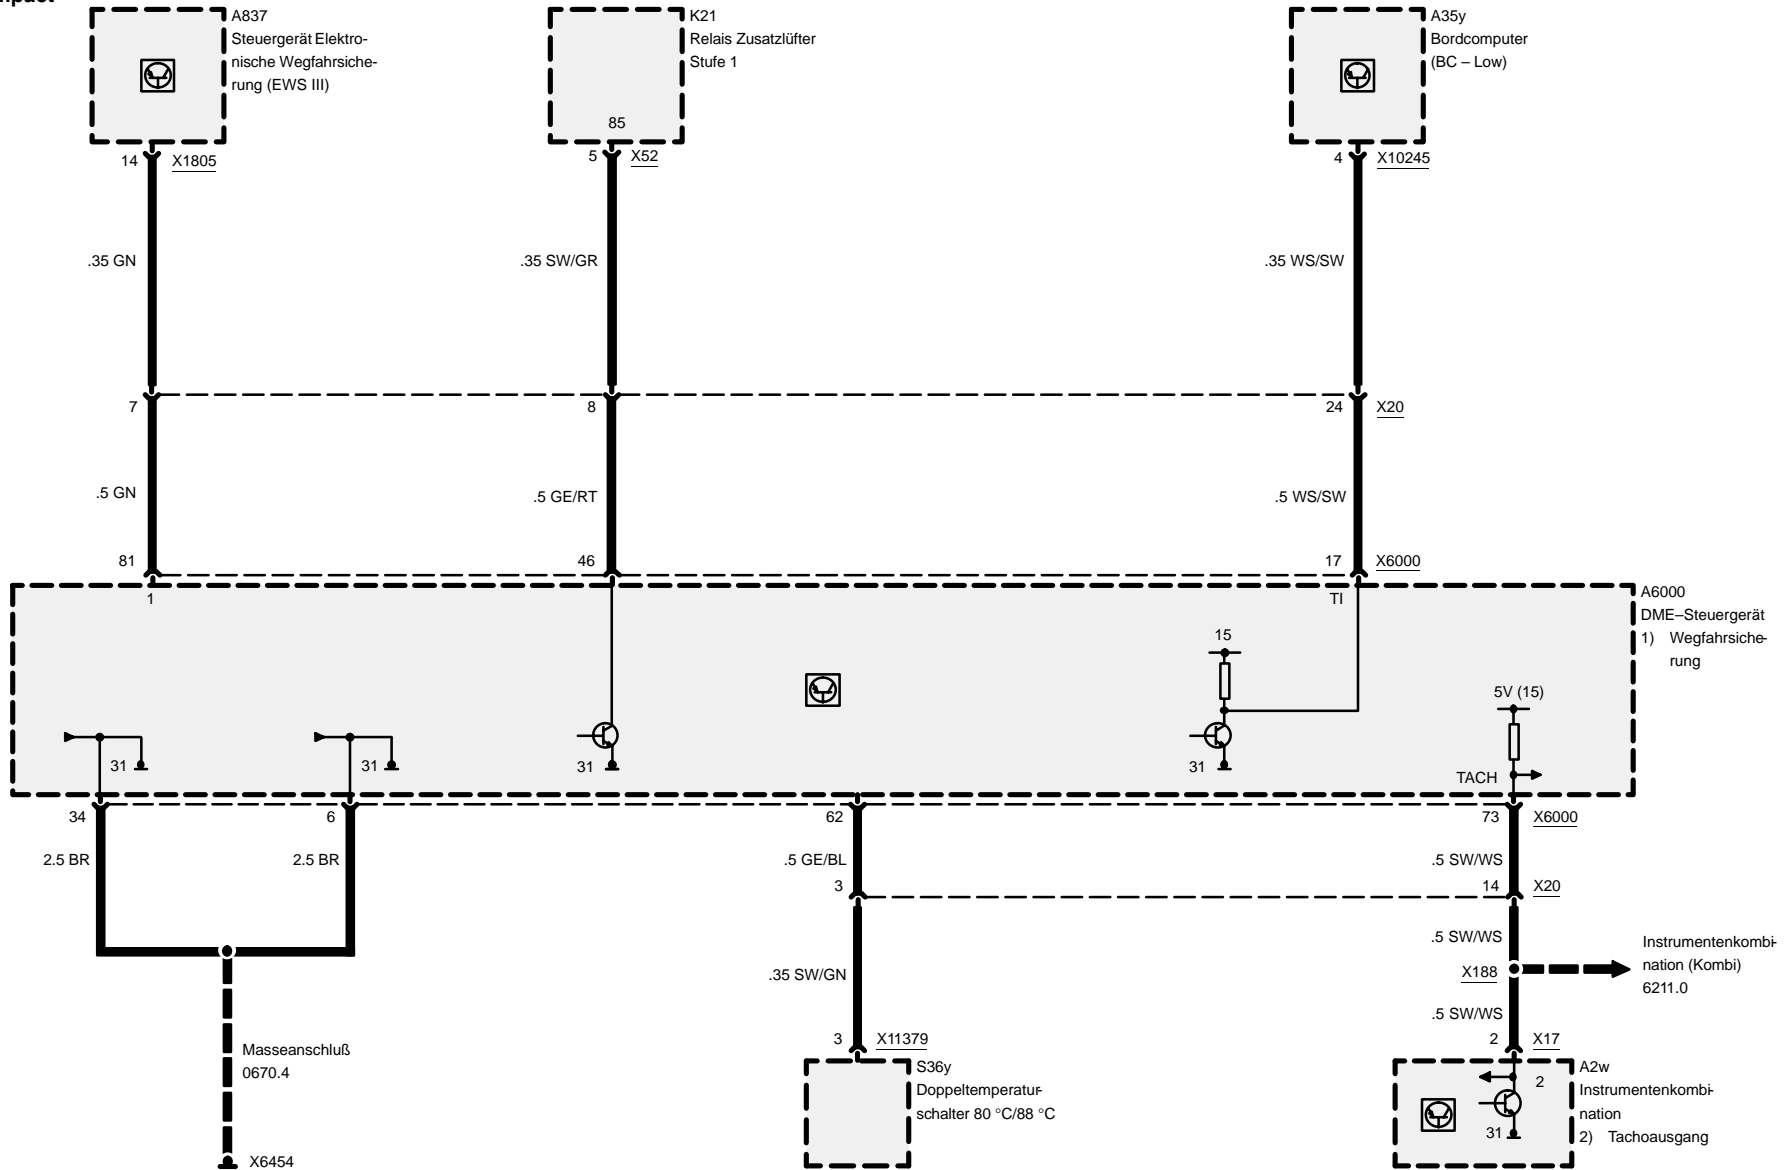 A837
Steuergerät Elektro-
nische Wegfahrsiche-
rung (EWS III)
K21
Relais Zusatzlüfter
Stufe 1
85
A35y
Bordcomputer
(BC – Low)
14 X1805
5 X52
4 X10245
.35 GN
.35 SW/GR
.35 WS/SW
7
8
24 X20
.5 GN
.5 GE/RT
.5 WS/SW
81
46
17 X6000
1
TI
A6000
DME–Steuergerät
1) Wegfahrsiche-
rung
15
5V (15)
31
31
31
31
TACH
34
6
62
73 X6000
2.5 BR
2.5 BR
.5 GE/BL
.5 SW/WS
3
14 X20
.5 SW/WS
X188
Instrumentenkombi-
nation (Kombi)
6211.0
.35 SW/GN
.5 SW/WS
3 X11379
2 X17
Masseanschluß
0670.4
S36y
Doppeltemperatur-
schalter 80 °C/88 °C
A2w
Instrumentenkombi-
nation
2) Tachoausgang
2
31
X6454